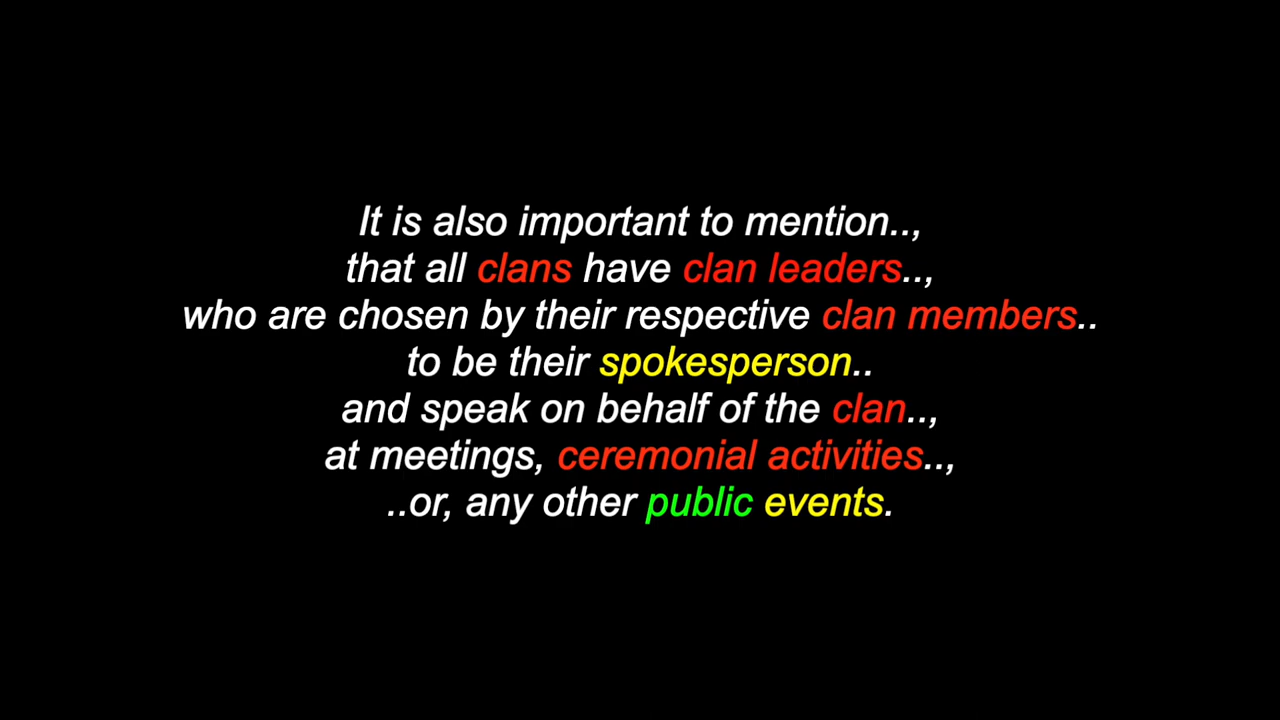 It is also important to mention..,
that all clans have clan leaders..,
who are chosen by their respective clan members..
to be their spokesperson..
and speak on behalf of the clan..,
at meetings, ceremonial activities..,
..or, any other public events.